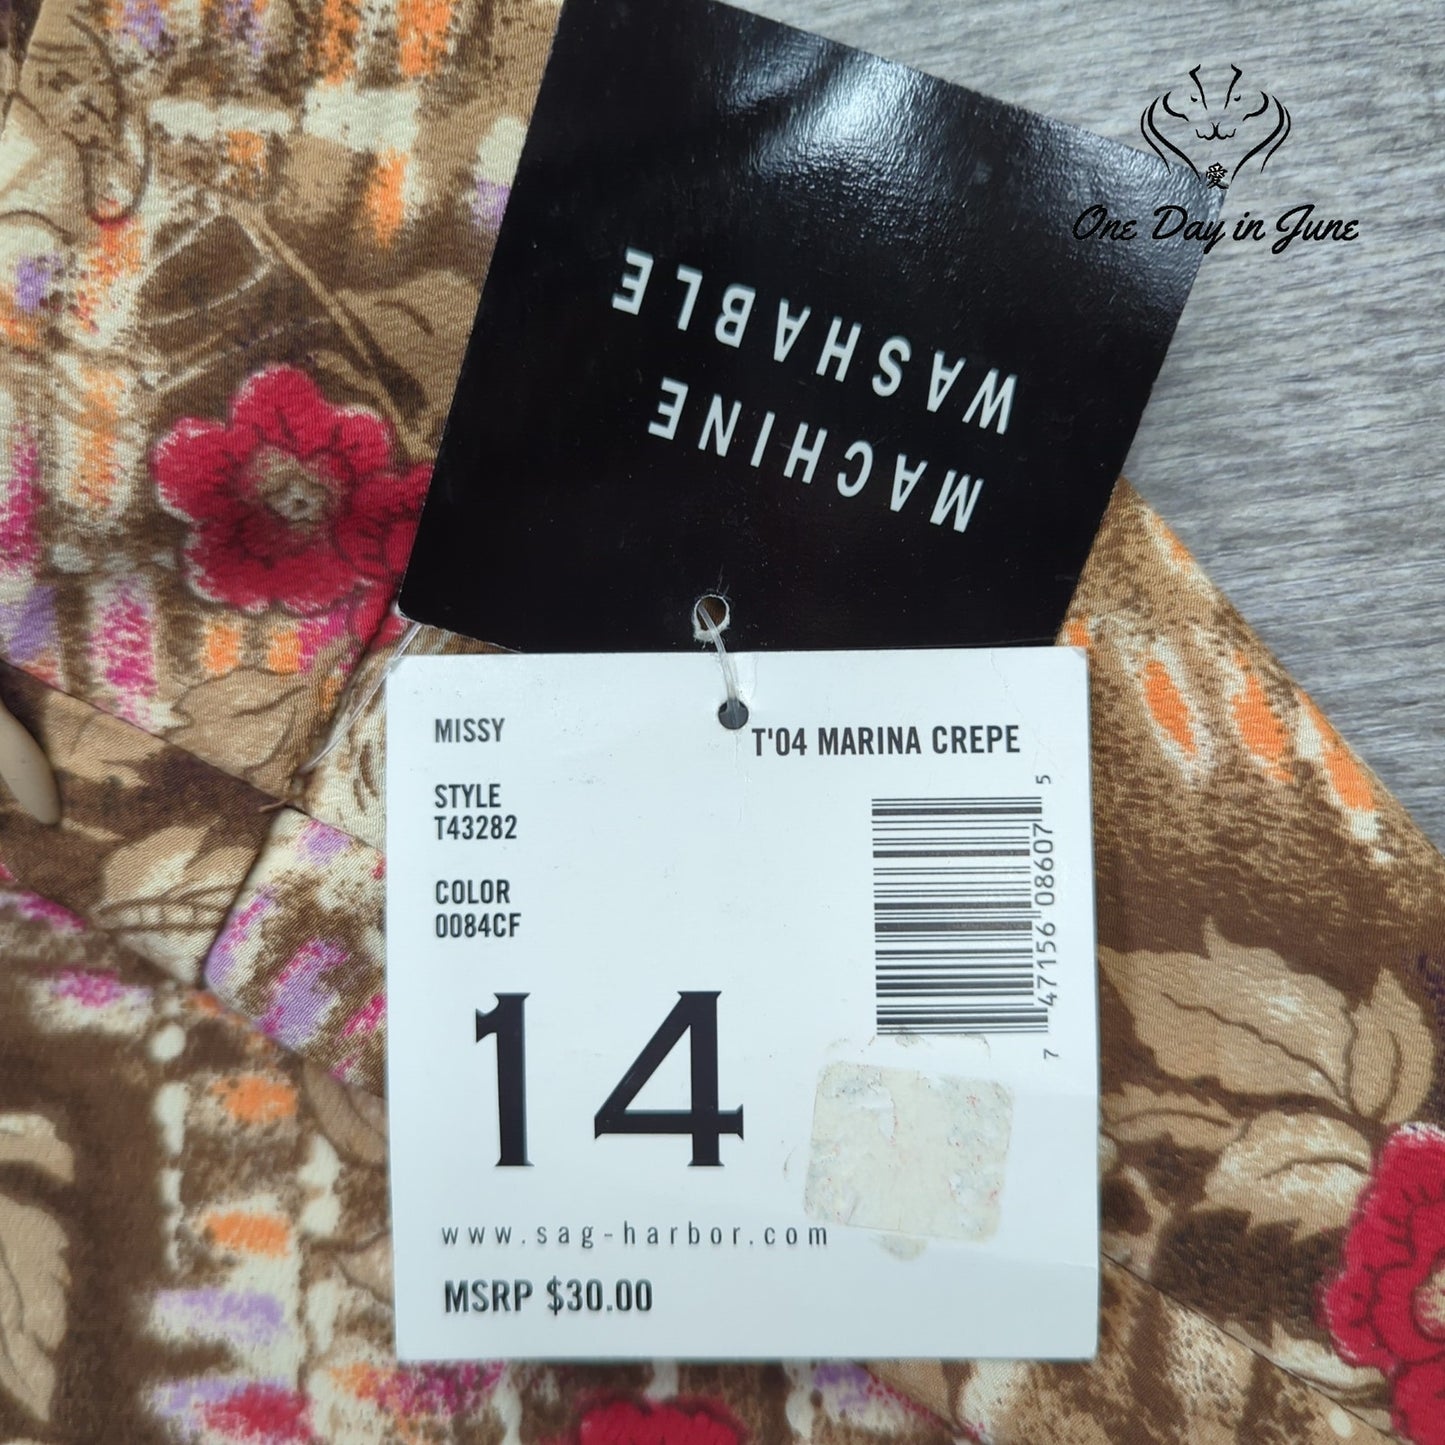 愛
One Day in June
MACHINE
WASHABLE
MISSY
T'04 MARINA CREPE
STYLE
T43282
COLOR
0084CF
7 47156 08607 5
14
www.sag-harbor.com
MSRP $30.00